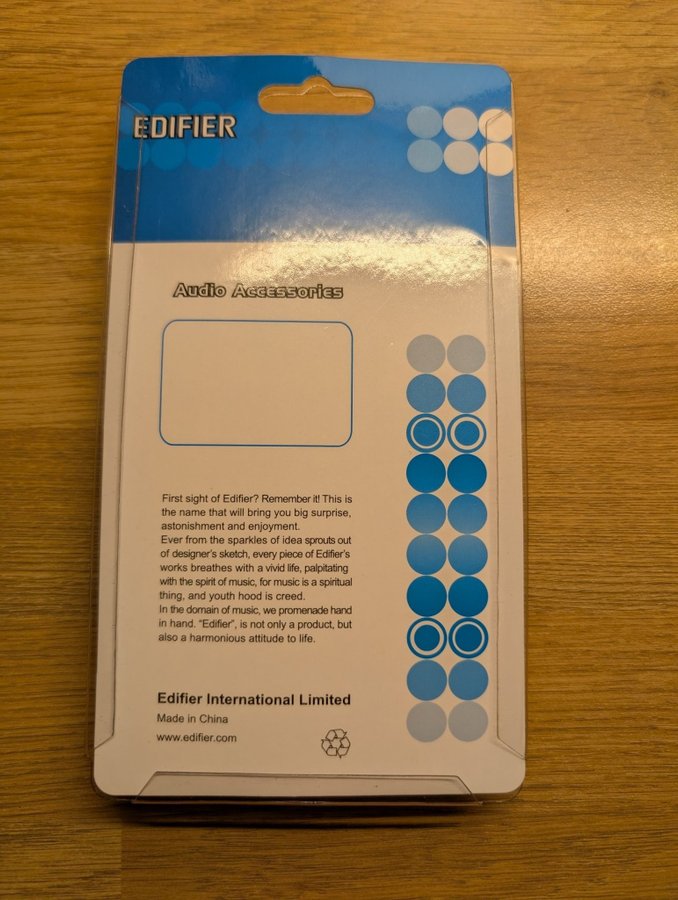 EDIFIER
Audio Accessories
First sight of Edifier? Remember it! This is
the name that will bring you big surprise,
astonishment and enjoyment.
Ever from the sparkles of idea sprouts out
of designer's sketch, every piece of Edifier's
works breathes with a vivid life, palpitating
with the spirit of music, for music is a spiritual
thing, and youth hood is creed.
In the domain of music, we promenade hand
in hand. “Edifier”, is not only a product, but
also a harmonious attitude to life.
Edifier International Limited
Made in China
www.edifier.com